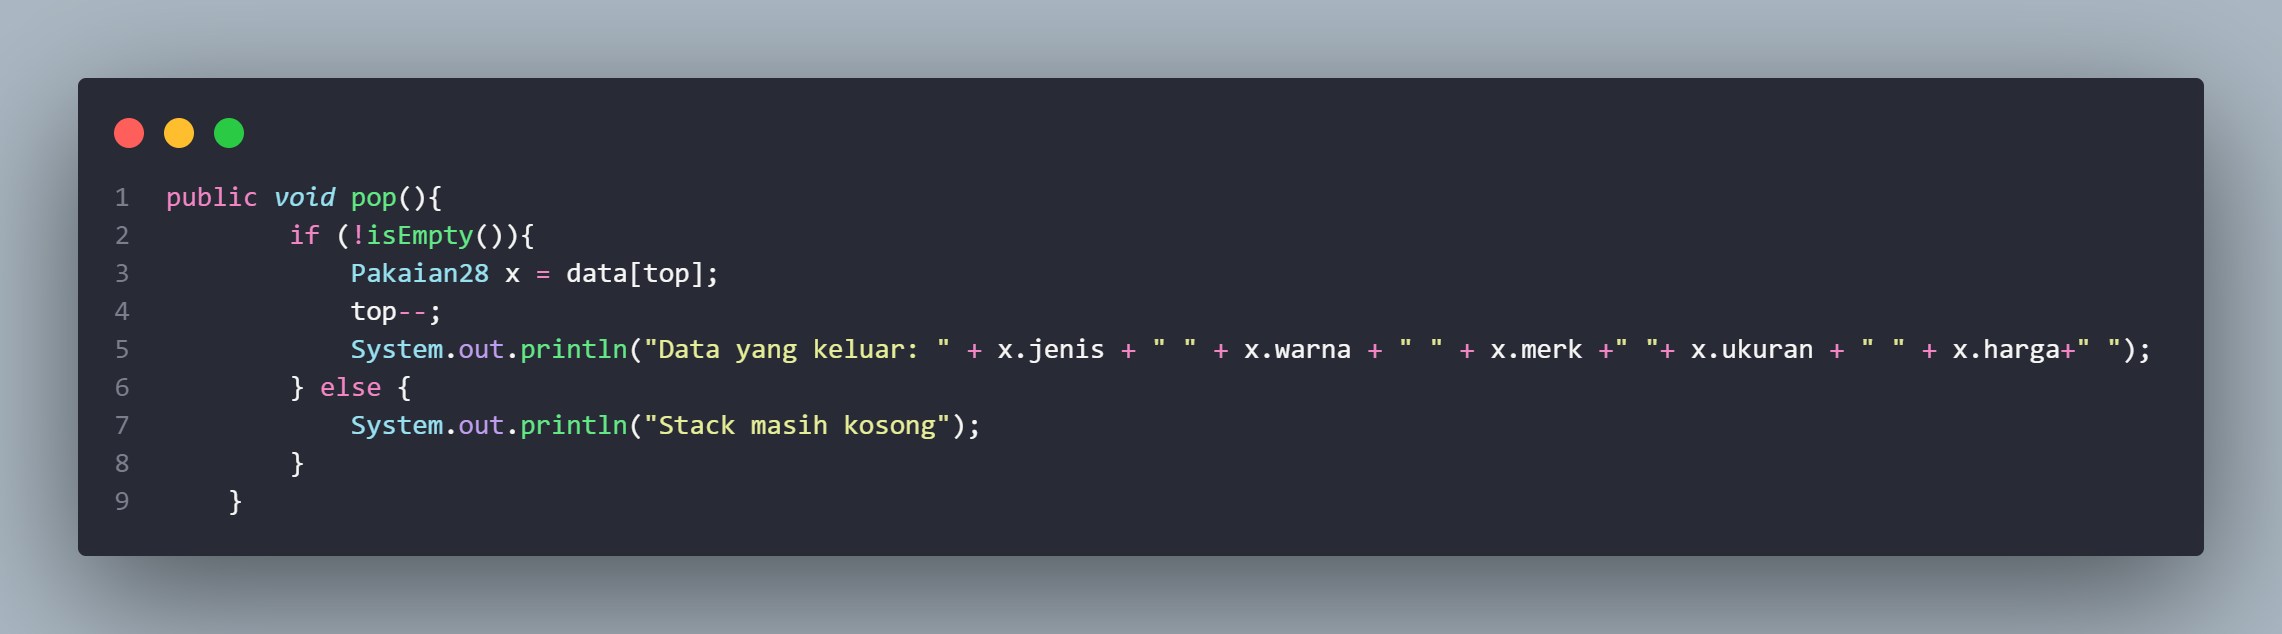 1 public void pop(){
2         if (!isEmpty()){
3             Pakaian28 x = data[top];
4             top--;
5             System.out.println("Data yang keluar: " + x.jenis + " " + x.warna + " " + x.merk +" "+ x.ukuran + " " + x.harga+" ");
6         } else {
7             System.out.println("Stack masih kosong");
8         }
9     }